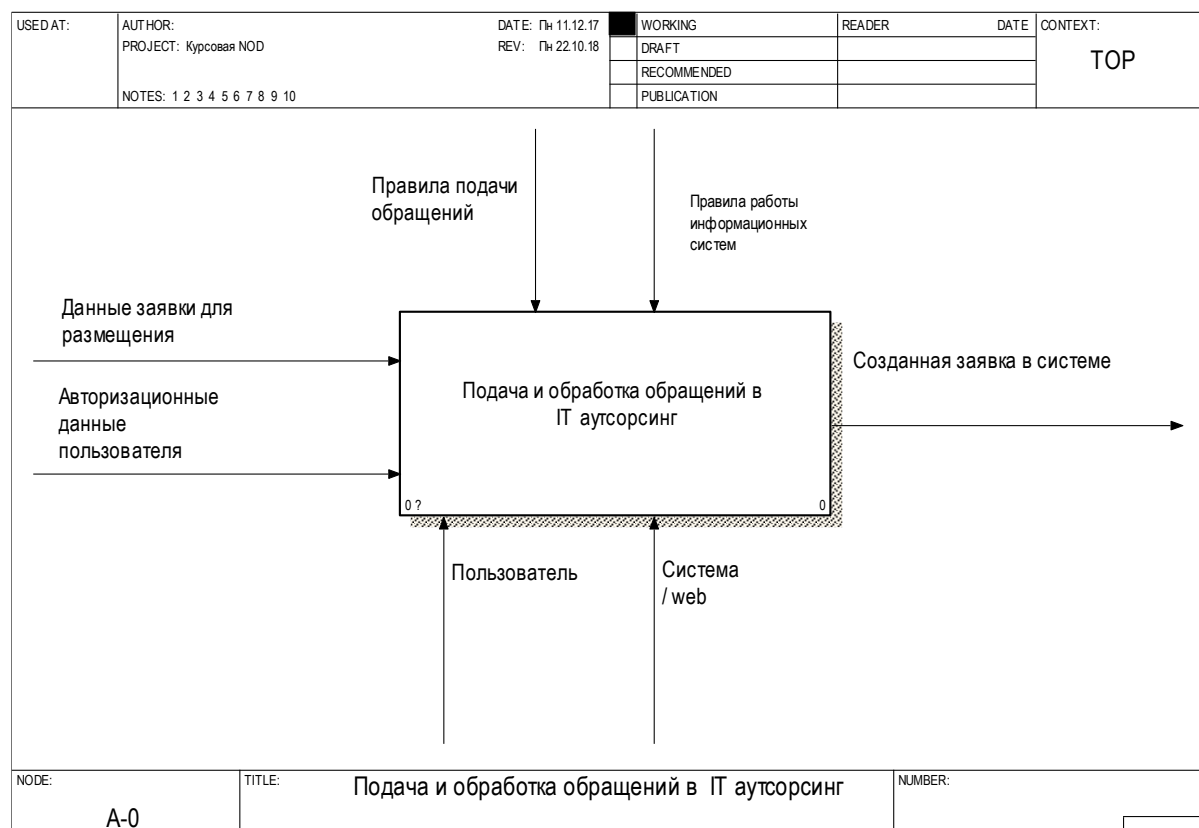 USED AT:
AUTHOR:
DATE: Пн 11.12.17
WORKING
READER
DATE
CONTEXT:
PROJECT: Курсовая NOD
REV: Пн 22.10.18
DRAFT
TOP
RECOMMENDED
NOTES: 1 2 3 4 5 6 7 8 9 10
PUBLICATION
Правила подачи
обращений
Правила работы
информационных
систем
Данные заявки для
размещения
Авторизационные
данные
пользователя
Подача и обработка обращений в
IT аутсорсинг
0 ?
0
Созданная заявка в системе
Пользователь
Система
/ web
NODE:
A-0
TITLE:
Подача и обработка обращений в IT аутсорсинг
NUMBER: